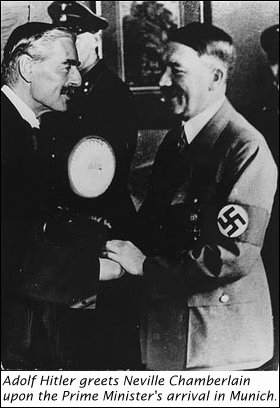 Adolf Hitler greets Neville Chamberlain
upon the Prime Minister's arrival in Munich.